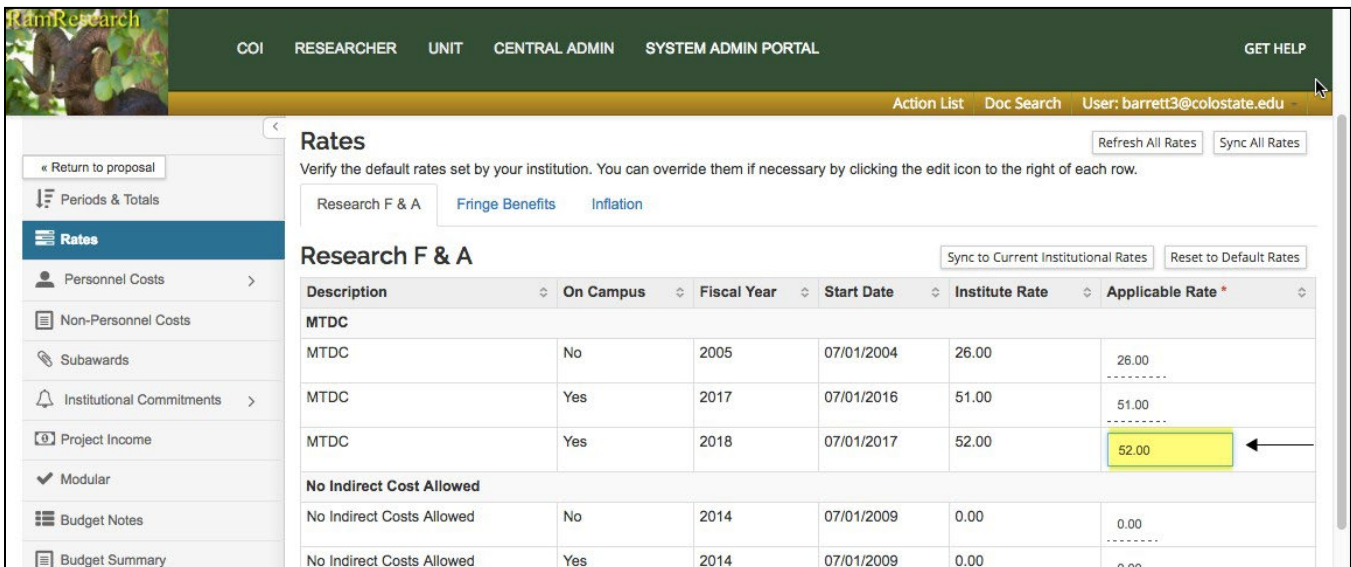 RamResearch
COI RESEARCHER UNIT CENTRAL ADMIN SYSTEM ADMIN PORTAL GET HELP
Action List Doc Search User: barrett3@colostate.edu
« Return to proposal
Periods & Totals
Rates
Personnel Costs
Non-Personnel Costs
Subawards
Institutional Commitments
Project Income
Modular
Budget Notes
Budget Summary
Rates
Refresh All Rates Sync All Rates
Verify the default rates set by your institution. You can override them if necessary by clicking the edit icon to the right of each row.
Research F & A Fringe Benefits Inflation
Research F & A
Sync to Current Institutional Rates Reset to Default Rates
Description On Campus Fiscal Year Start Date Institute Rate Applicable Rate *
MTDC
MTDC No 2005 07/01/2004 26.00 26.00
MTDC Yes 2017 07/01/2016 51.00 51.00
MTDC Yes 2018 07/01/2017 52.00 52.00
No Indirect Cost Allowed
No Indirect Costs Allowed No 2014 07/01/2009 0.00 0.00
No Indirect Costs Allowed Yes 2014 07/01/2009 0.00